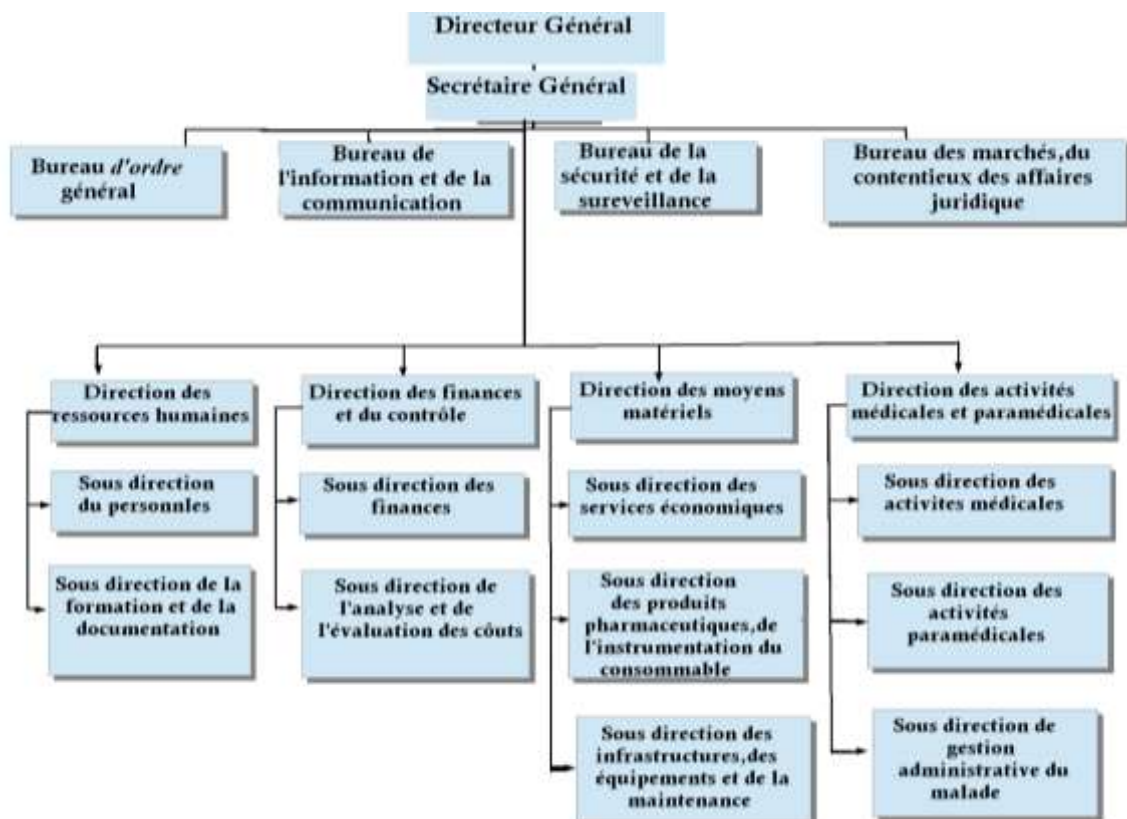 Directeur Général
Secrétaire Général
Bureau d'ordre
général
Bureau de
l'information et de la
communication
Bureau de la
sécurité et de la
sureveillance
Bureau des marchés,du
contentieux des affaires
juridique
Direction des
ressources humaines
Sous direction
du personnles
Sous direction de la
formation et de la
documentation
Direction des finances
et du contrôle
Sous direction des
finances
Sous direction de
l'analyse et de
l'évaluation des côuts
Direction des moyens
matériels
Sous direction des
services économiques
Sous direction
des produits
pharmaceutiques,de
l'instrumentation du
consommable
Sous direction des
infrastructures,des
équipements et de la
maintenance
Direction des activités
médicales et paramédicales
Sous direction des
activites médicales
Sous direction des
activités
paramédicales
Sous direction de
gestion
administrative du
malade